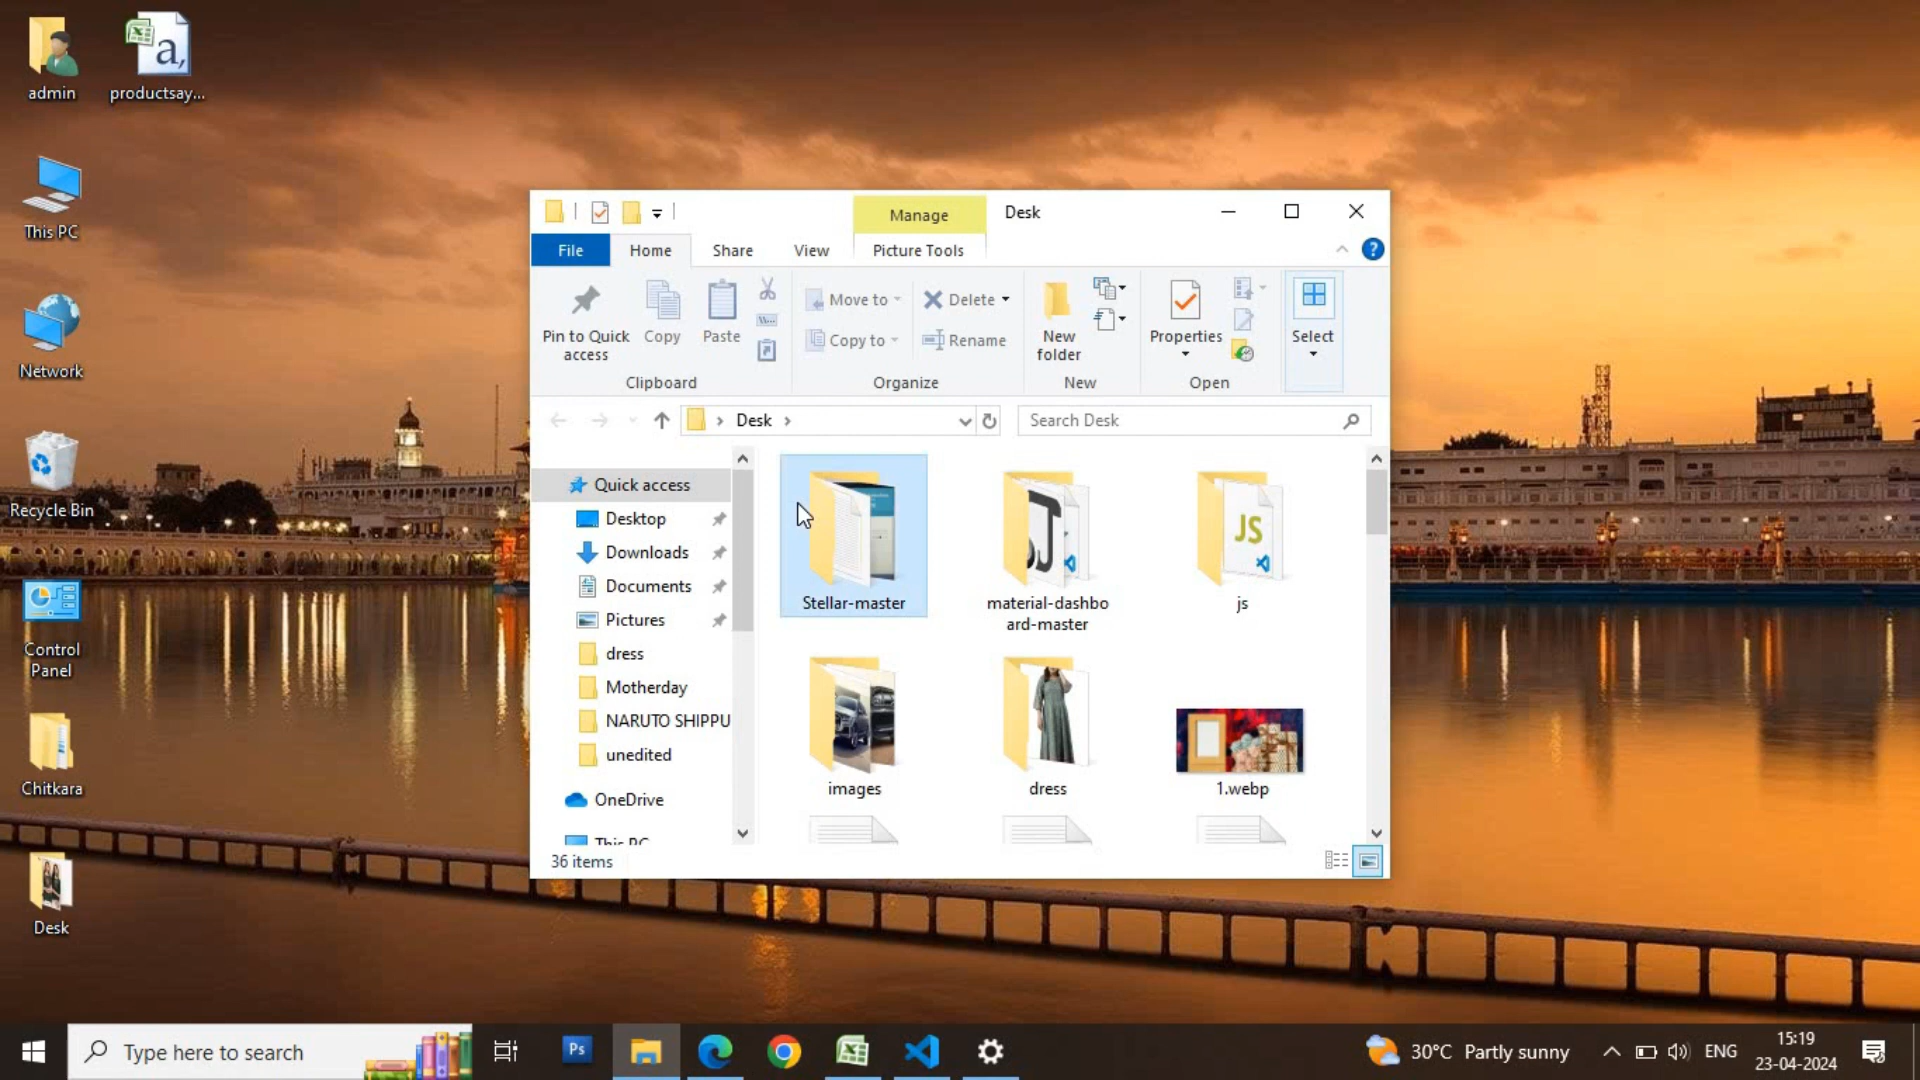 admin
productsay...
This PC
Network
Recycle Bin
Control
Panel
Chitkara
Desk
Manage
Desk
File
Home
Share
View
Picture Tools
Pin to Quick
access
Copy
Paste
Move to
Copy to
Delete
Rename
New
folder
Properties
Select
Clipboard
Organize
New
Open
Desk
Search Desk
Quick access
Desktop
Downloads
Documents
Pictures
dress
Motherday
NARUTO SHIPPU
unedited
OneDrive
This PC
Stellar-master
material-dashbo
ard-master
JS
js
images
dress
1.webp
36 items
Type here to search
Ps
30°C Partly sunny
ENG
15:19
23-04-2024